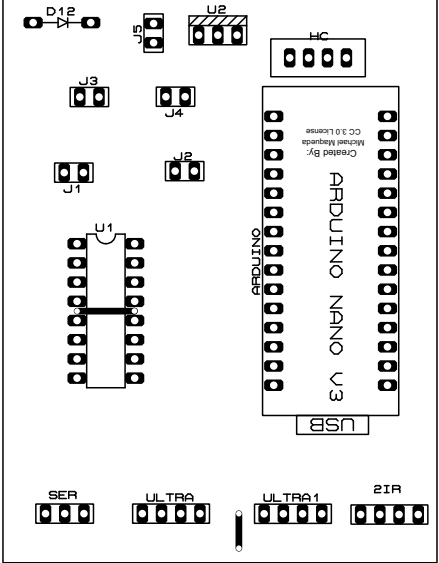 D12
J5
U2
HC
J3
J4
CC 3.0 License
Michael Maqueda
Created By:
J1
J2
ARDUINO NANO V3
ARDUINO
U1
USB
SER
ULTRA
ULTRA1
2IR